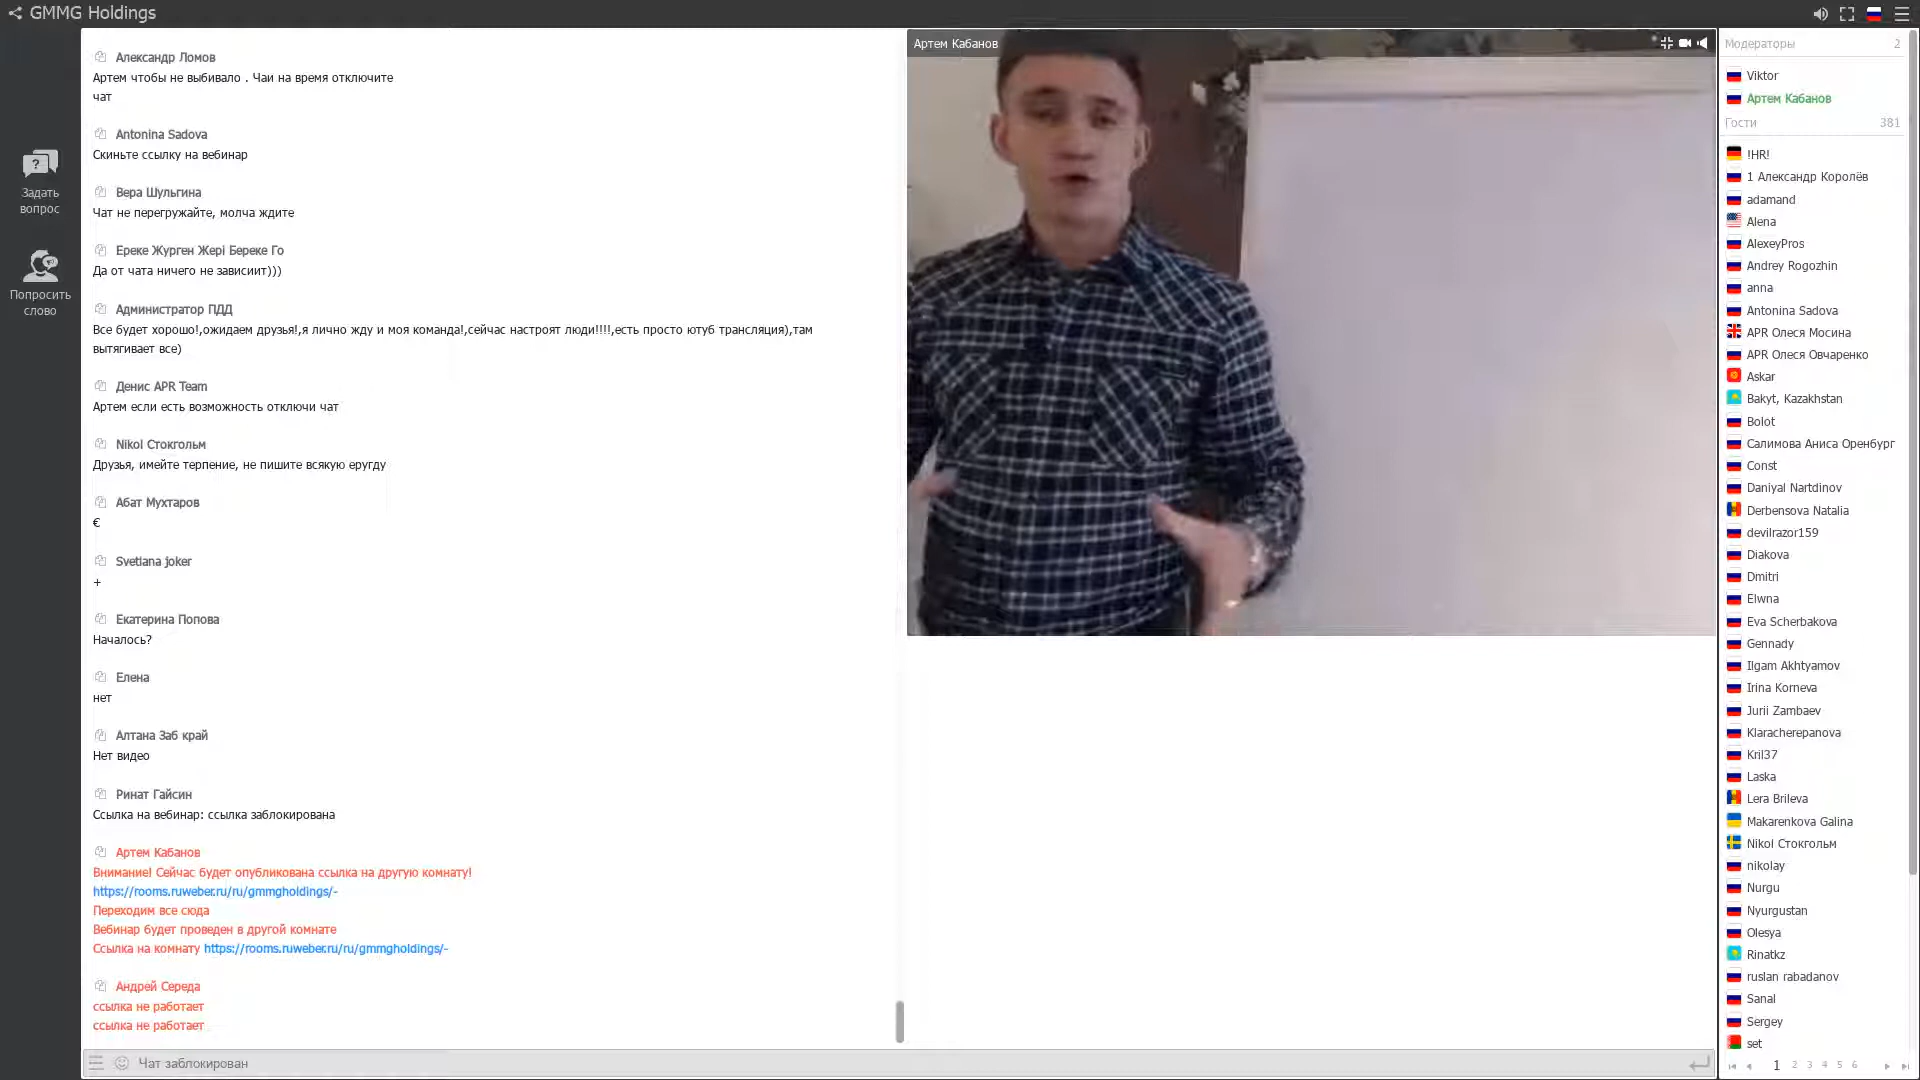 GMMG Holdings
Задать
вопрос
Попросить
слово
Александр Ломов
Артем чтобы не выбивало . Чаи на время отключите
чат
Antonina Sadova
Скиньте ссылку на вебинар
Вера Шульгина
Чат не перегружайте, молча ждите
Ереке Журген Жері Береке Го
Да от чата ничего не зависиит)))
Администратор ПДД
Все будет хорошо!,ожидаем друзья!,я лично жду и моя команда!,сейчас настроят люди!!!!,есть просто ютуб трансляция),там
вытягивает все)
Денис APR Team
Артем если есть возможность отключи чат
Nikol Стокгольм
Друзья, имейте терпение, не пишите всякую еругду
Абат Мухтаров
€
Svetlana joker
+
Екатерина Попова
Началось?
Елена
нет
Алтана Заб край
Нет видео
Ринат Гайсин
Ссылка на вебинар: ссылка заблокирована
Артем Кабанов
Внимание! Сейчас будет опубликована ссылка на другую комнату!
https://rooms.ruweber.ru/ru/gmmgholdings/-
Переходим все сюда
Вебинар будет проведен в другой комнате
Ссылка на комнату https://rooms.ruweber.ru/ru/gmmgholdings/-
Андрей Середа
ссылка не работает
ссылка не работает
Чат заблокирован
Артем Кабанов
Модераторы 2
Viktor
Артем Кабанов
Гости 381
!HR!
1 Александр Королёв
adamand
Alena
AlexeyPros
Andrey Rogozhin
anna
Antonina Sadova
APR Олеся Мосина
APR Олеся Овчаренко
Askar
Bakyt, Kazakhstan
Bolot
Cалимова Аниса Оренбург
Const
Daniyal Nartdinov
Derbensova Natalia
devilrazor159
Diakova
Dmitri
Elwna
Eva Scherbakova
Gennady
Ilgam Akhtyamov
Irina Korneva
Jurii Zambaev
Klaracherepanova
Kril37
Laska
Lera Brileva
Makarenkova Galina
Nikol Стокгольм
nikolay
Nurgu
Nyurgustan
Olesya
Rinatkz
ruslan rabadanov
Sanal
Sergey
set
1 2 3 4 5 6